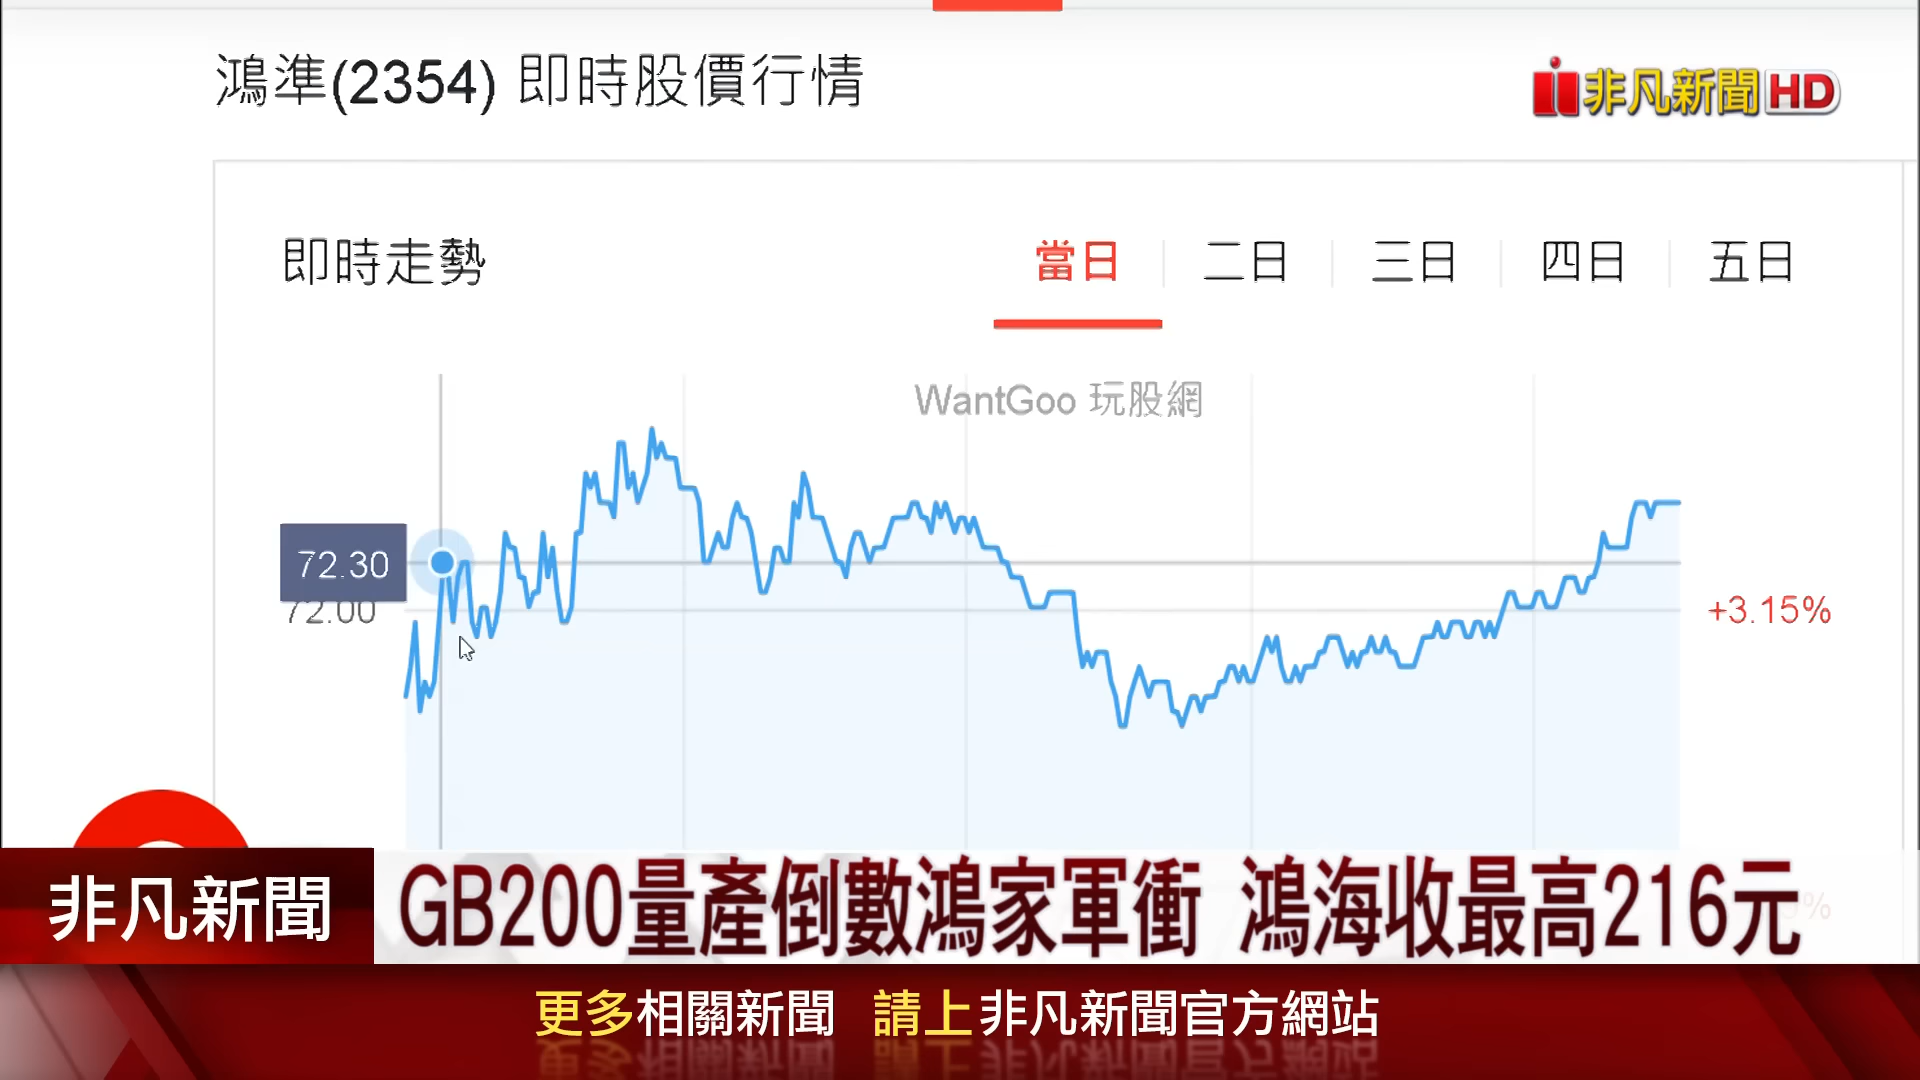 鴻準(2354) 即時股價行情
非凡新聞HD
即時走勢
當日 二日 三日 四日 五日
WantGoo 玩股網
72.30
72.00
+3.15%
非凡新聞
GB200量產倒數鴻家軍衝 鴻海收最高216元
更多相關新聞 請上非凡新聞官方網站